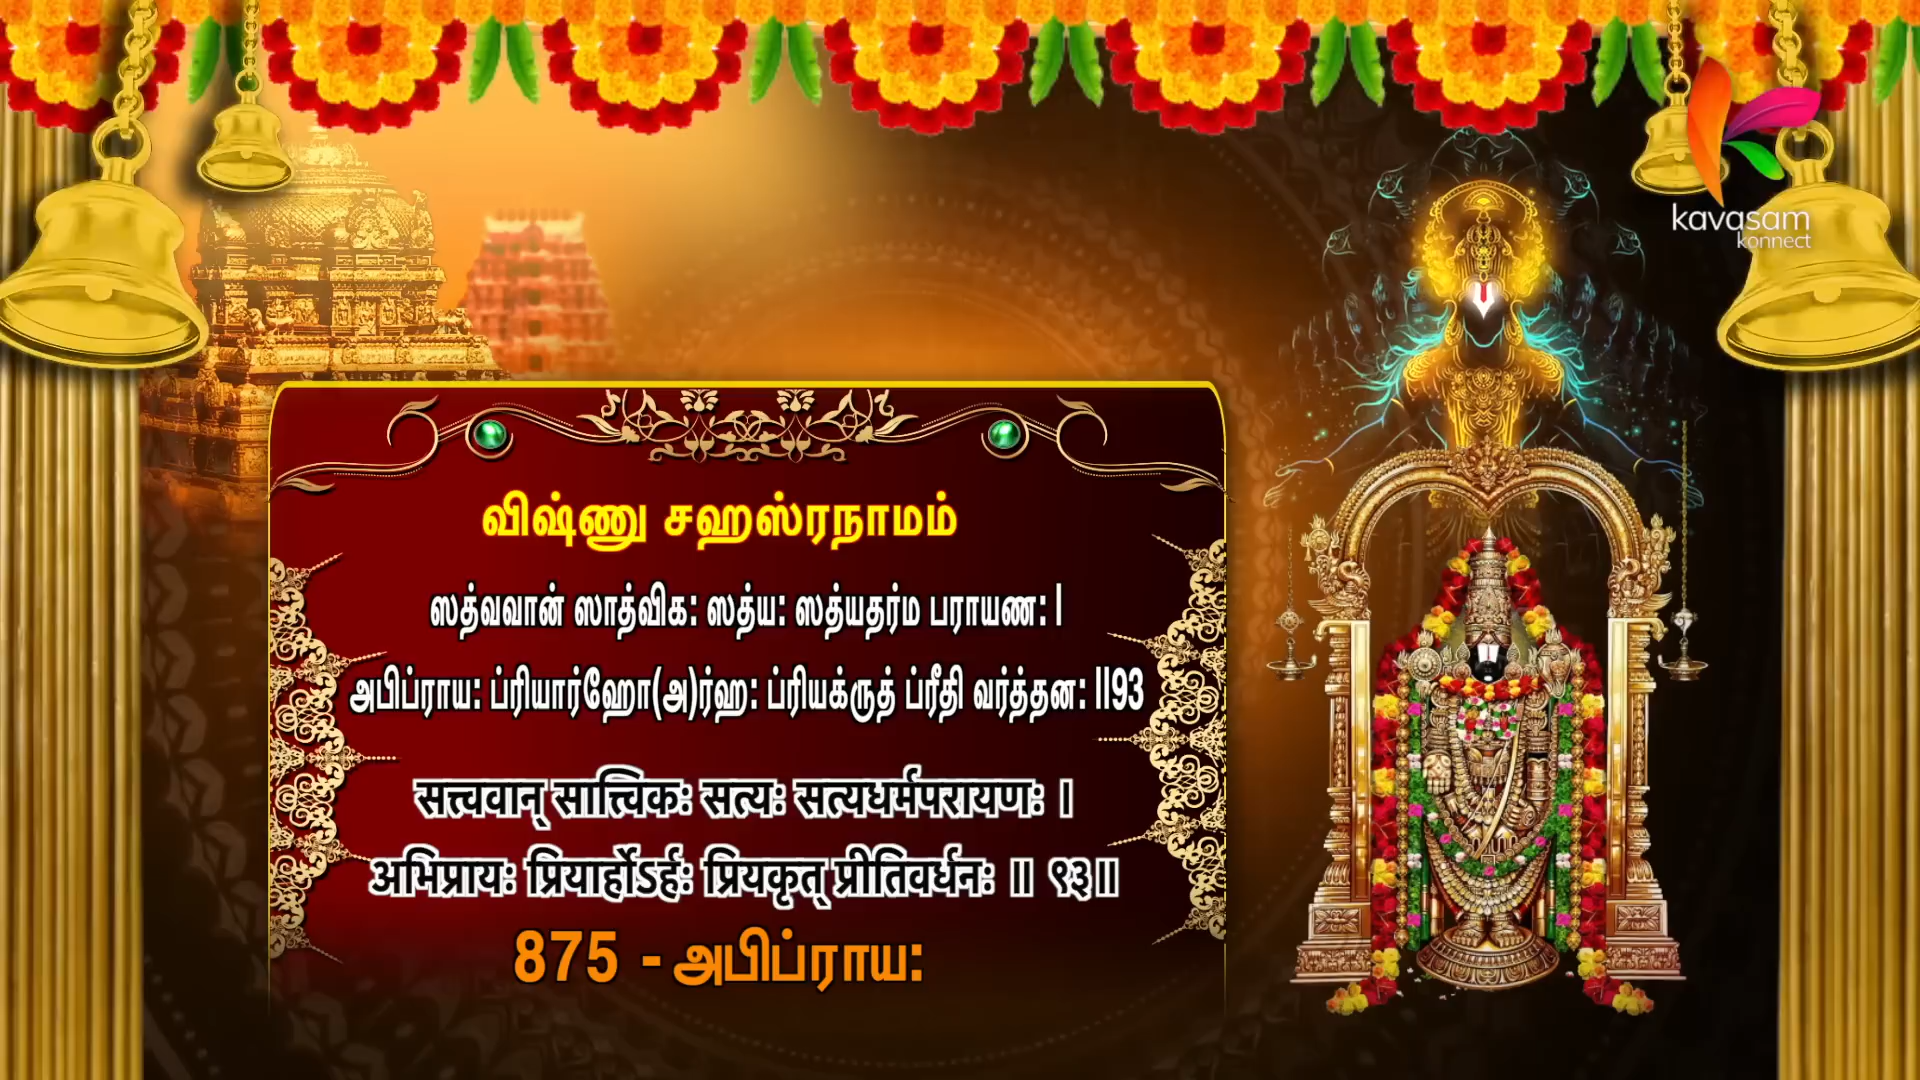 kavasam
konnect
விஷ்ணு சஹஸ்ரநாமம்
ஸத்வவான் ஸாத்விக: ஸத்ய: ஸத்யதர்ம பராயண: |
அபிப்ராய: ப்ரியார்ஹோ(அ)ர்ஹ: ப்ரியக்ருத் ப்ரீதி வர்த்தன: ||93
सत्त्ववान् सात्त्विकः सत्यः सत्यधर्मपरायणः ।
अभिप्रायः प्रियार्होऽर्हः प्रियकृत् प्रीतिवर्धनः ॥ ९३॥
875 - அபிப்ராய: